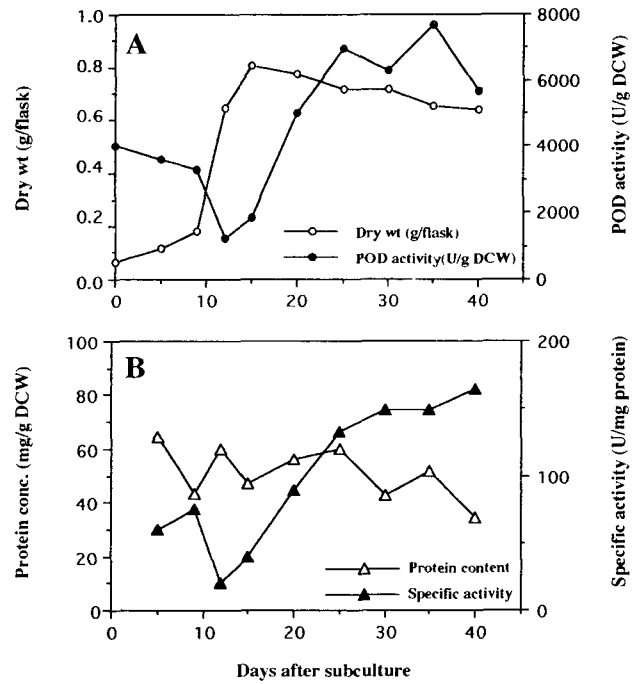 A
Dry wt (g/flask)
1.0
0.8
0.6
0.4
0.2
0.0
POD activity (U/g DCW)
8000
6000
4000
2000
0
Dry wt (g/flask)
POD activity(U/g DCW)
0 10 20 30 40
B
Protein conc. (mg/g DCW)
100
80
60
40
20
0
Specific activity (U/mg protein)
200
100
0
Protein content
Specific activity
0 10 20 30 40
Days after subculture